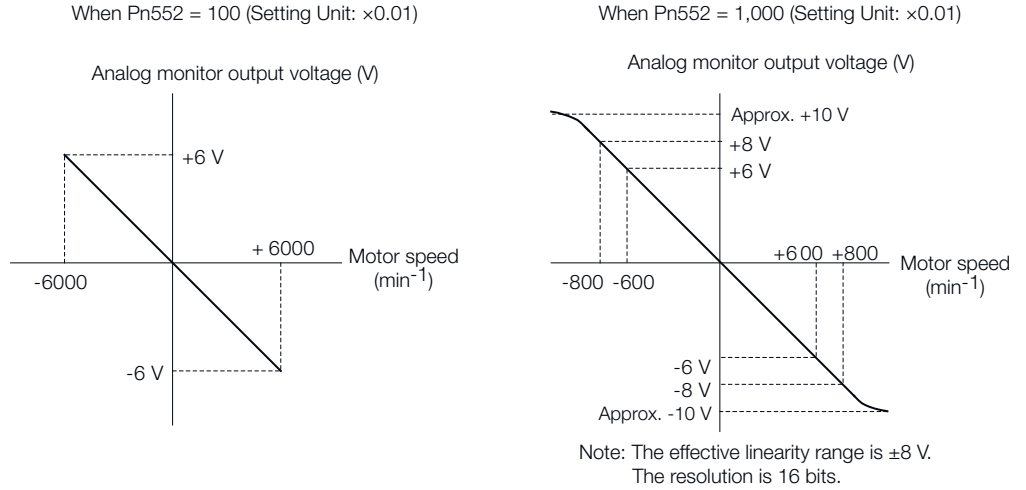 When Pn552 = 100 (Setting Unit: ×0.01)
Analog monitor output voltage (V)
+6 V
+ 6000
Motor speed
(min-1)
-6000
-6 V
When Pn552 = 1,000 (Setting Unit: ×0.01)
Analog monitor output voltage (V)
Approx. +10 V
+8 V
+6 V
+600 +800
Motor speed
(min-1)
-800 -600
-6 V
-8 V
Approx. -10 V
Note: The effective linearity range is ±8 V.
The resolution is 16 bits.